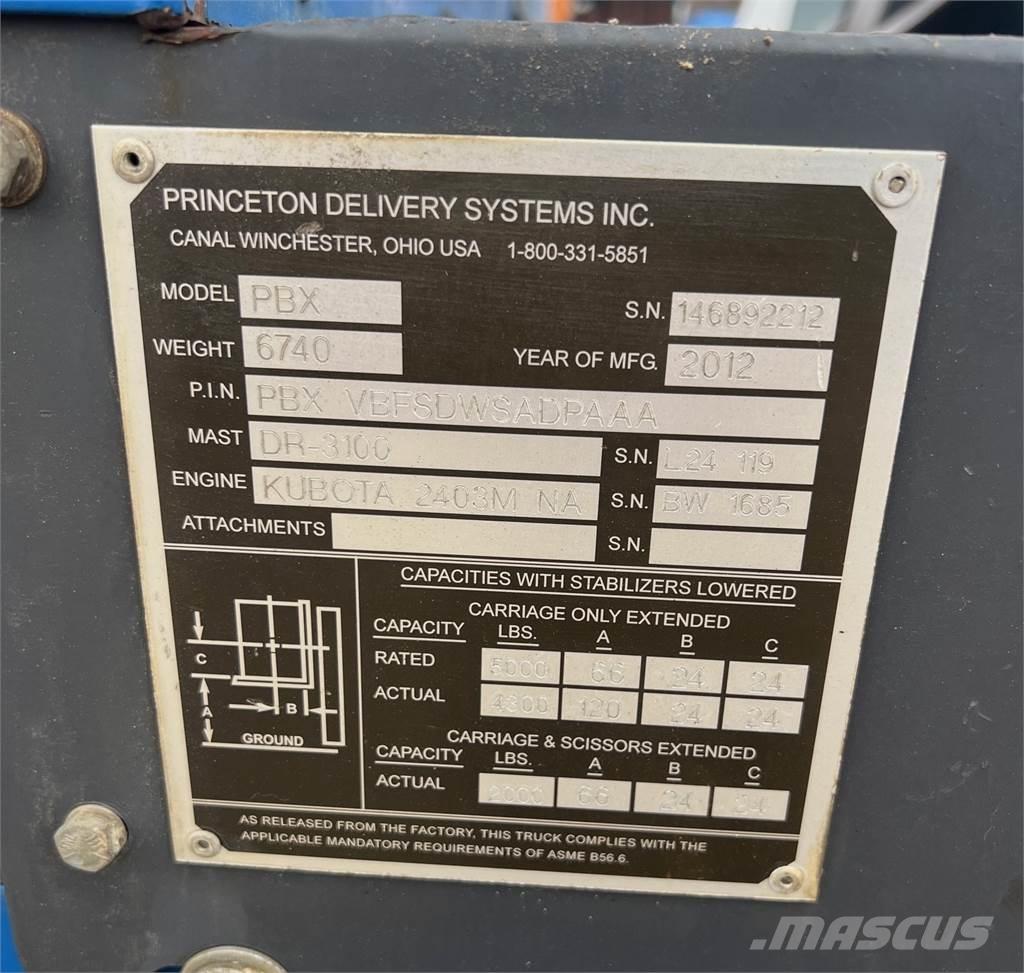 PRINCETON DELIVERY SYSTEMS INC.
CANAL WINCHESTER, OHIO USA 1-800-331-5851
MODEL PBX S.N. 146892212
WEIGHT 6740 YEAR OF MFG. 2012
P.I.N. PBX VBFSDWSADPAAA
MAST DR-3100 S.N. L24 119
ENGINE KUBOTA 2403M NA S.N. BW 1685
ATTACHMENTS S.N.
CAPACITIES WITH STABILIZERS LOWERED
CARRIAGE ONLY EXTENDED
CAPACITY LBS. A B C
RATED 5000 66 24 24
ACTUAL 4300 120 24 24
CARRIAGE & SCISSORS EXTENDED
CAPACITY LBS. A B C
ACTUAL 2000 66 24 24
C
A
B
GROUND
AS RELEASED FROM THE FACTORY, THIS TRUCK COMPLIES WITH THE
APPLICABLE MANDATORY REQUIREMENTS OF ASME B56.6.
MASCUS